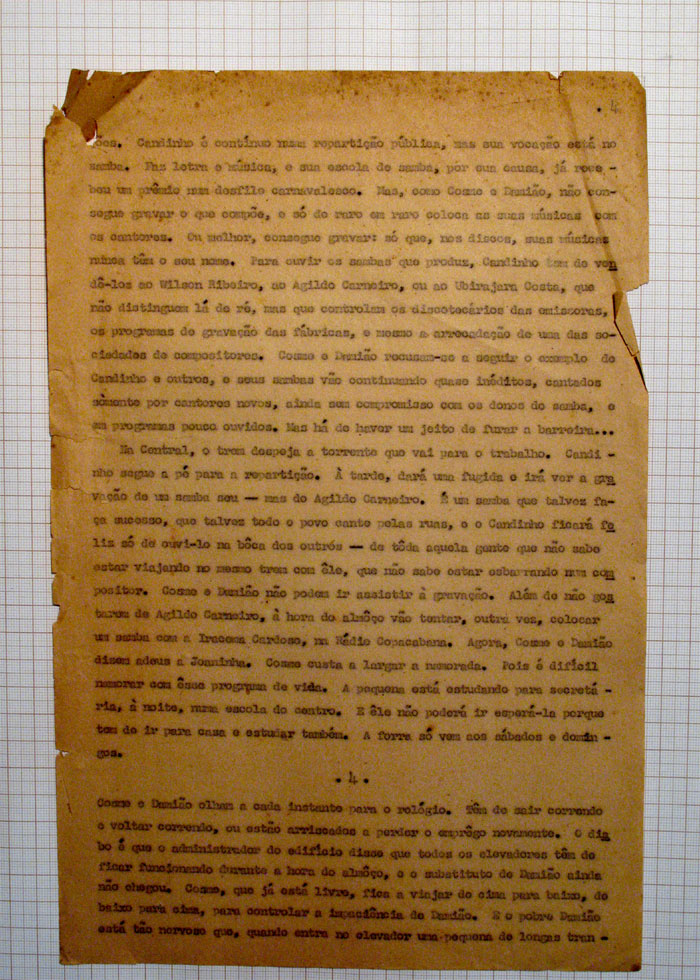 . 4
ões. Candinho é contínuo numa repartição pública, mas sua vocação está no
samba. Faz letra e música, e sua escola de samba, por sua causa, já rece -
beu um prêmio num desfile carnavalesco. Mas, como Cosme e Damião, não con-
segue gravar o que compõe, e só de raro em raro coloca as suas músicas com
os cantores. Ou melhor, consegue gravar: só que, nos discos, suas músicas
nunca têm o seu nome. Para ouvir os sambas que produz, Candinho tem de ven
dê-los ao Wilson Ribeiro, ao Agildo Carneiro, ou ao Ubirajara Costa, que
não distinguem lá de ré, mas que controlam os discotecários das emissoras,
os programas de gravação das fábricas, e mesmo a arrecadação de uma das so-
ciedades de compositores. Cosme e Damião recusam-se a seguir o exemplo de
Candinho e outros, e seus sambas vão continuando quase inéditos, cantados
sòmente por cantores novos, ainda sem compromisso com os donos do samba, e
em programas pouco ouvidos. Mas há de haver um jeito de furar a barreira...
Na Central, o trem despeja a torrente que vai para o trabalho. Candi -
nho segue a pé para a repartição. À tarde, dará uma fugida e irá ver a gra
vação de um samba seu — mas do Agildo Carneiro. É um samba que talvez fa-
ça sucesso, que talvez todo o povo cante pelas ruas, e o Candinho ficará fe
liz só de ouvi-lo na bôca dos outrós — de tôda aquela gente que não sabe
estar viajando no mesmo trem com êle, que não sabe estar esbarrando num com
positor. Cosme e Damião não podem ir assistir à gravação. Além de não gos
tarem de Agildo Carneiro, à hora do almôço vão tentar, outra vez, colocar
um samba com a Iracema Cardoso, na Rádio Copacabana. Agora, Cosme e Damião
dizem adeus a Joaninha. Cosme custa a largar a namorada. Pois é difícil
namorar com êsse programa de vida. A pequena está estudando para secretá -
ria, à noite, numa escola do centro. E êle não poderá ir esperá-la porque
tem de ir para casa e estudar também. A forra só vem aos sábados e domin -
gos.
. 4 .
Cosme e Damião olham a cada instante para o relógio. Têm de sair correndo
e voltar correndo, ou estão arriscados a perder o emprêgo novamente. O dia
bo é que o administrador do edifício disse que todos os elevadores têm de
ficar funcionando durante a hora do almôço, e o substituto de Damião ainda
não chegou. Cosme, que já está livre, fica a viajar de cima para baixo, de
baixo para cima, para controlar a impaciência de Damião. E o pobre Damião
está tão nervoso que, quando entra no elevador uma pequena de longas tran -